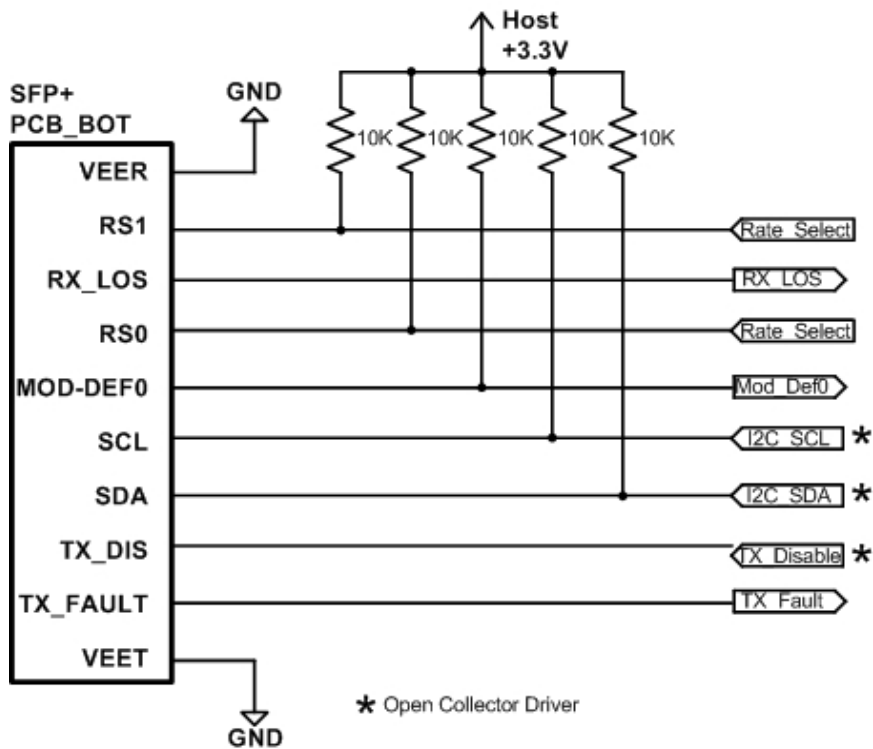 Host
+3.3V
SFP+
PCB_BOT
GND
10K 10K 10K 10K 10K
VEER
RS1 Rate_Select
RX_LOS RX_LOS
RS0 Rate_Select
MOD-DEF0 Mod_Def0
SCL I2C_SCL *
SDA I2C_SDA *
TX_DIS TX_Disable *
TX_FAULT TX_Fault
VEET
* Open Collector Driver
GND